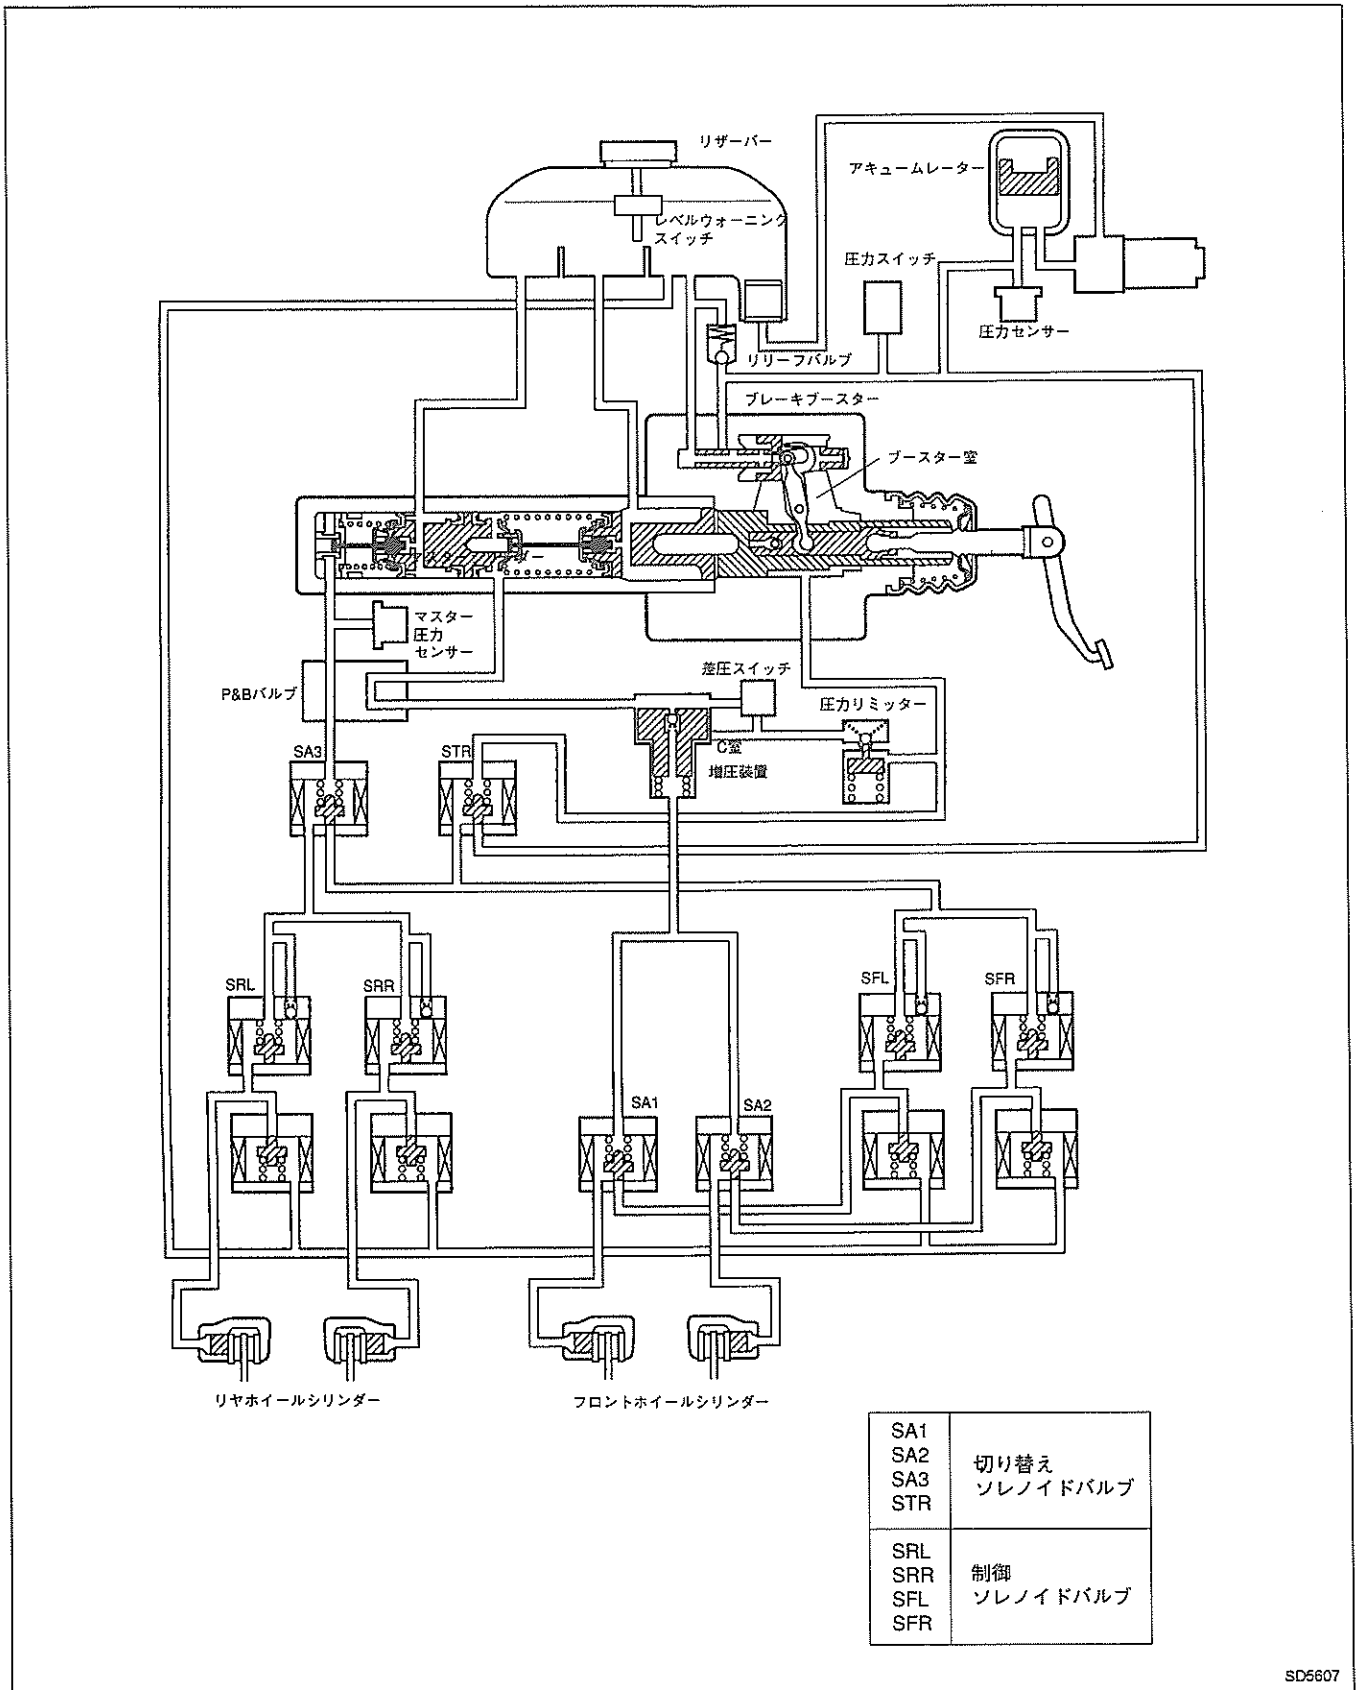 リザーバー
アキュームレーター
レベルウォーニング
スイッチ
圧力スイッチ
圧力センサー
リリーフバルブ
ブレーキブースター
ブースター室
マスター
圧力
センサー
差圧スイッチ
P&Bバルブ
圧力リミッター
C室
増圧装置
SA3
STR
SRL
SRR
SFL
SFR
SA1
SA2
リヤホイールシリンダー
フロントホイールシリンダー
SA1
SA2
SA3
STR
切り替え
ソレノイドバルブ
SRL
SRR
SFL
SFR
制御
ソレノイドバルブ
SD5607